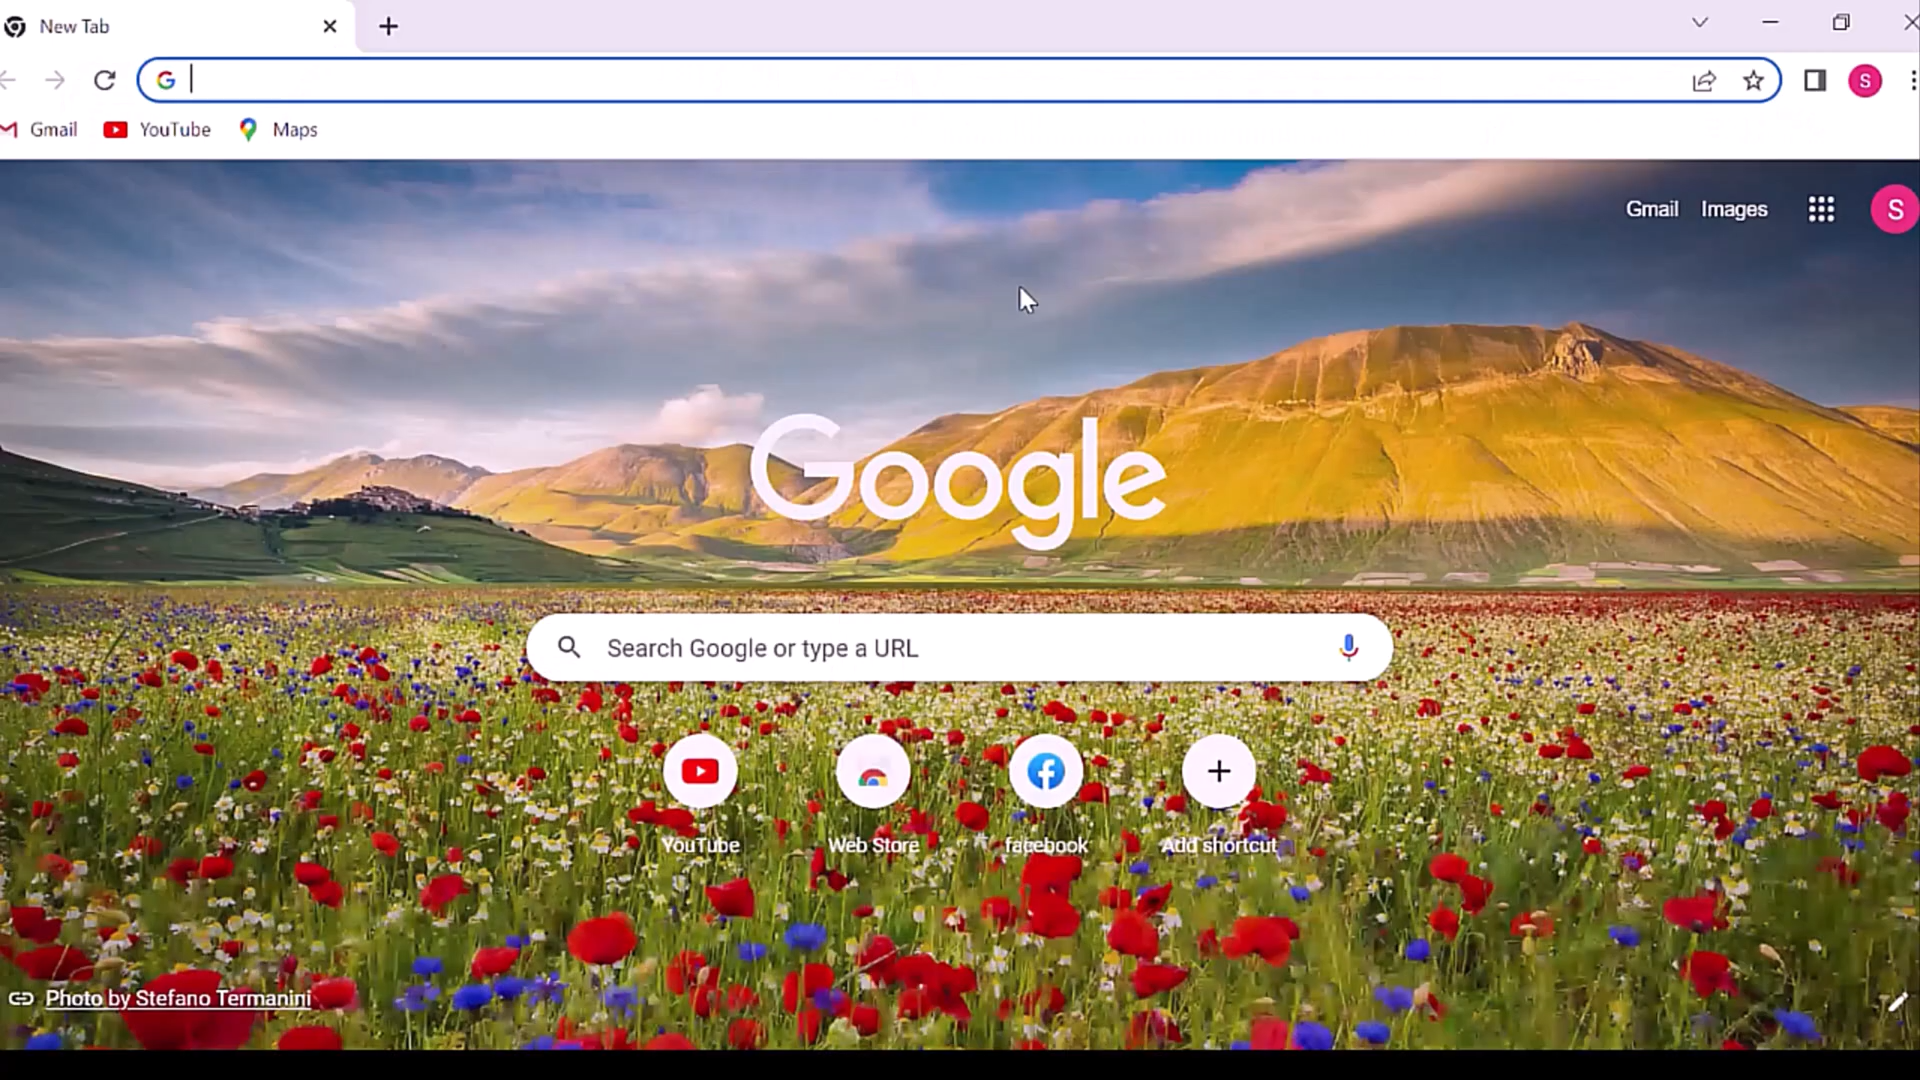 New Tab
G
S
Gmail YouTube Maps
Gmail Images S
Google
Search Google or type a URL
YouTube Web Store facebook Add shortcut
Photo by Stefano Termanini